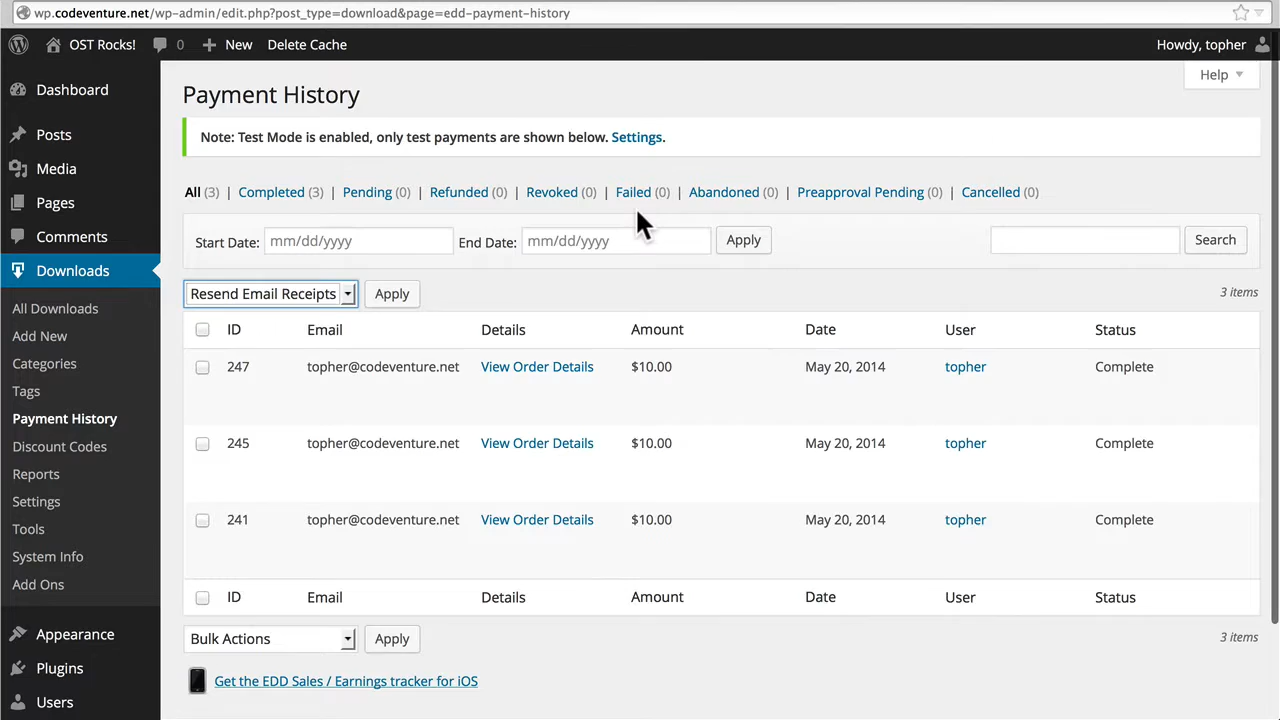 wp.codeventure.net/wp-admin/edit.php?post_type=download&page=edd-payment-history
OST Rocks! 0 New Delete Cache Howdy, topher
Help
Dashboard
Posts
Media
Pages
Comments
Downloads
All Downloads
Add New
Categories
Tags
Payment History
Discount Codes
Reports
Settings
Tools
System Info
Add Ons
Appearance
Plugins
Users
Payment History
Note: Test Mode is enabled, only test payments are shown below. Settings.
All (3) | Completed (3) | Pending (0) | Refunded (0) | Revoked (0) | Failed (0) | Abandoned (0) | Preapproval Pending (0) | Cancelled (0)
Start Date: mm/dd/yyyy End Date: mm/dd/yyyy Apply Search
Resend Email Receipts Apply 3 items
ID Email Details Amount Date User Status
247 topher@codeventure.net View Order Details $10.00 May 20, 2014 topher Complete
245 topher@codeventure.net View Order Details $10.00 May 20, 2014 topher Complete
241 topher@codeventure.net View Order Details $10.00 May 20, 2014 topher Complete
ID Email Details Amount Date User Status
Bulk Actions Apply 3 items
Get the EDD Sales / Earnings tracker for iOS